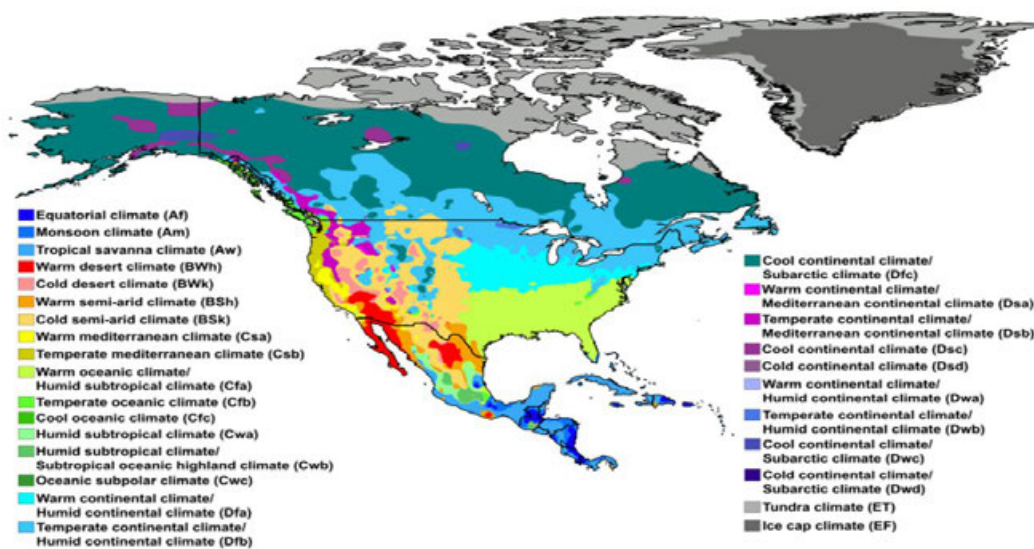 Equatorial climate (Af)
Monsoon climate (Am)
Tropical savanna climate (Aw)
Warm desert climate (BWh)
Cold desert climate (BWk)
Warm semi-arid climate (BSh)
Cold semi-arid climate (BSk)
Warm mediterranean climate (Csa)
Temperate mediterranean climate (Csb)
Warm oceanic climate/
Humid subtropical climate (Cfa)
Temperate oceanic climate (Cfb)
Cool oceanic climate (Cfc)
Humid subtropical climate (Cwa)
Humid subtropical climate/
Subtropical oceanic highland climate (Cwb)
Oceanic subpolar climate (Cwc)
Warm continental climate/
Humid continental climate (Dfa)
Temperate continental climate/
Humid continental climate (Dfb)
Cool continental climate/
Subarctic climate (Dfc)
Warm continental climate/
Mediterranean continental climate (Dsa)
Temperate continental climate/
Mediterranean continental climate (Dsb)
Cool continental climate (Dsc)
Cold continental climate (Dsd)
Warm continental climate/
Humid continental climate (Dwa)
Temperate continental climate/
Humid continental climate (Dwb)
Cool continental climate/
Subarctic climate (Dwc)
Cold continental climate/
Subarctic climate (Dwd)
Tundra climate (ET)
Ice cap climate (EF)